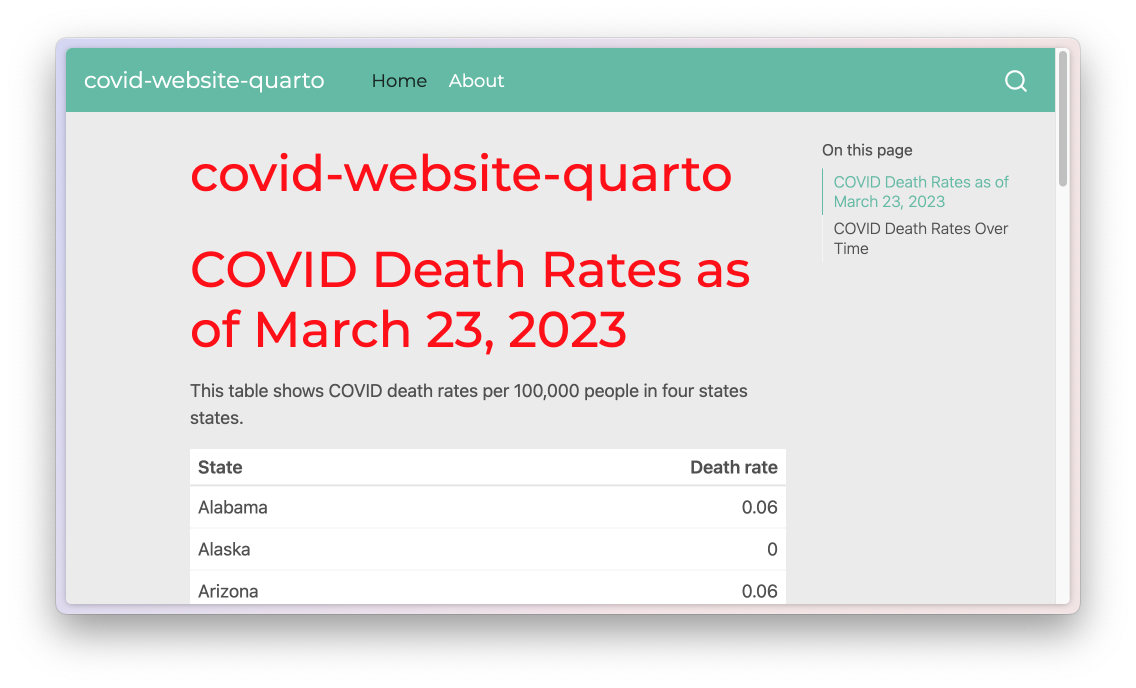 covid-website-quarto Home About
covid-website-quarto
COVID Death Rates as
of March 23, 2023
This table shows COVID death rates per 100,000 people in four states
states.
State Death rate
Alabama 0.06
Alaska 0
Arizona 0.06
On this page
COVID Death Rates as of
March 23, 2023
COVID Death Rates Over
Time